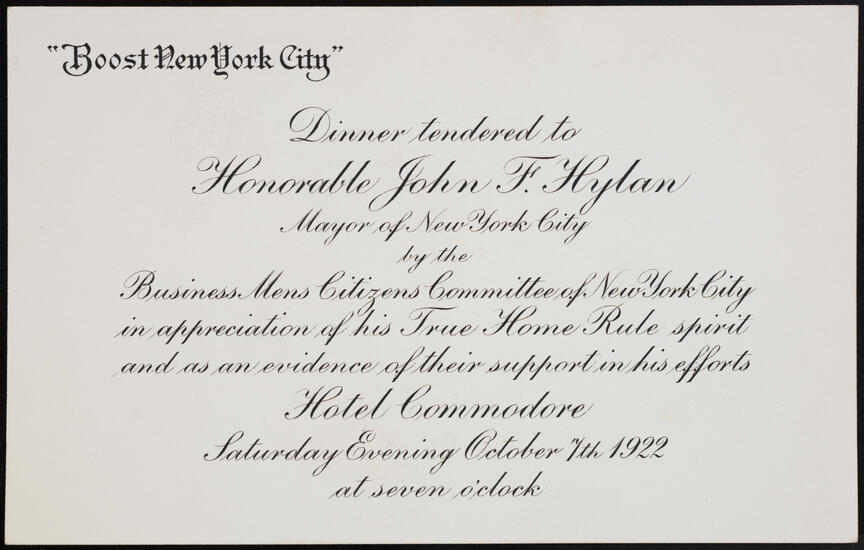 "Boost New York City"
Dinner tendered to
Honorable John F. Hylan
Mayor of New York City
by the
Business Mens Citizens Committee of New York City
in appreciation of his True Home Rule spirit
and as an evidence of their support in his efforts
Hotel Commodore
Saturday Evening October 7th 1922
at seven o'clock